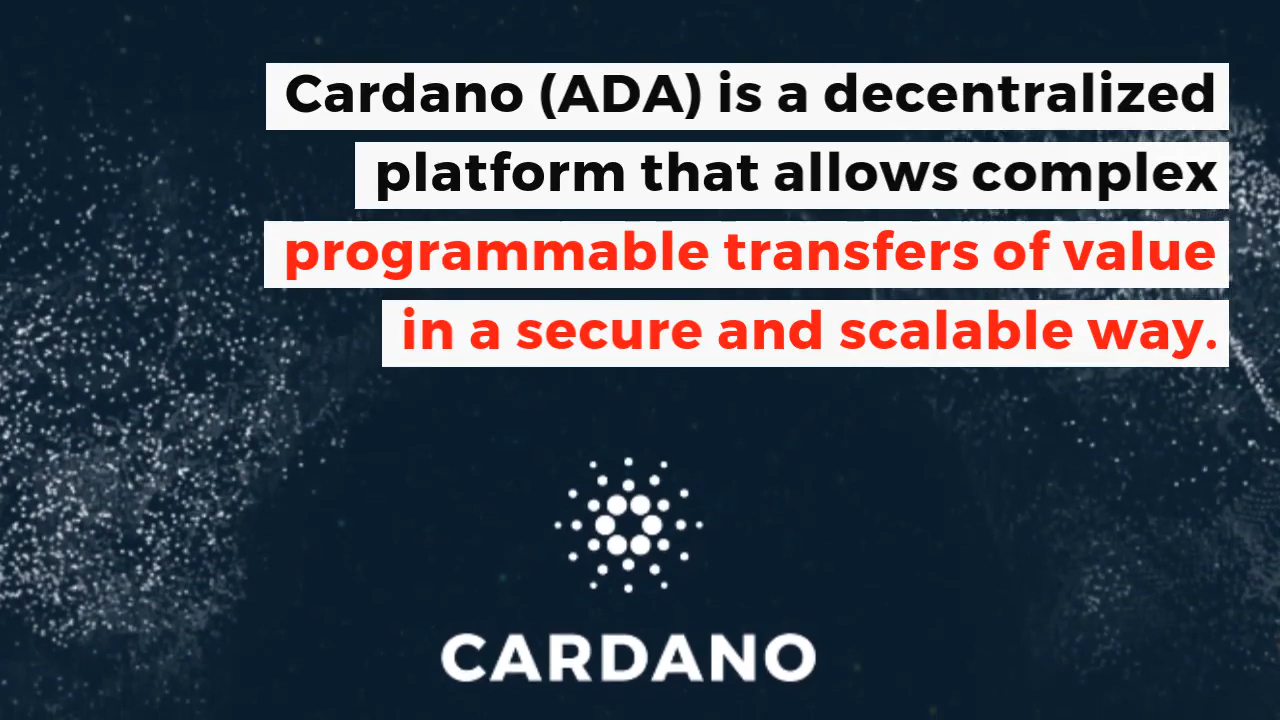 Cardano (ADA) is a decentralized
platform that allows complex
programmable transfers of value
in a secure and scalable way.
CARDANO